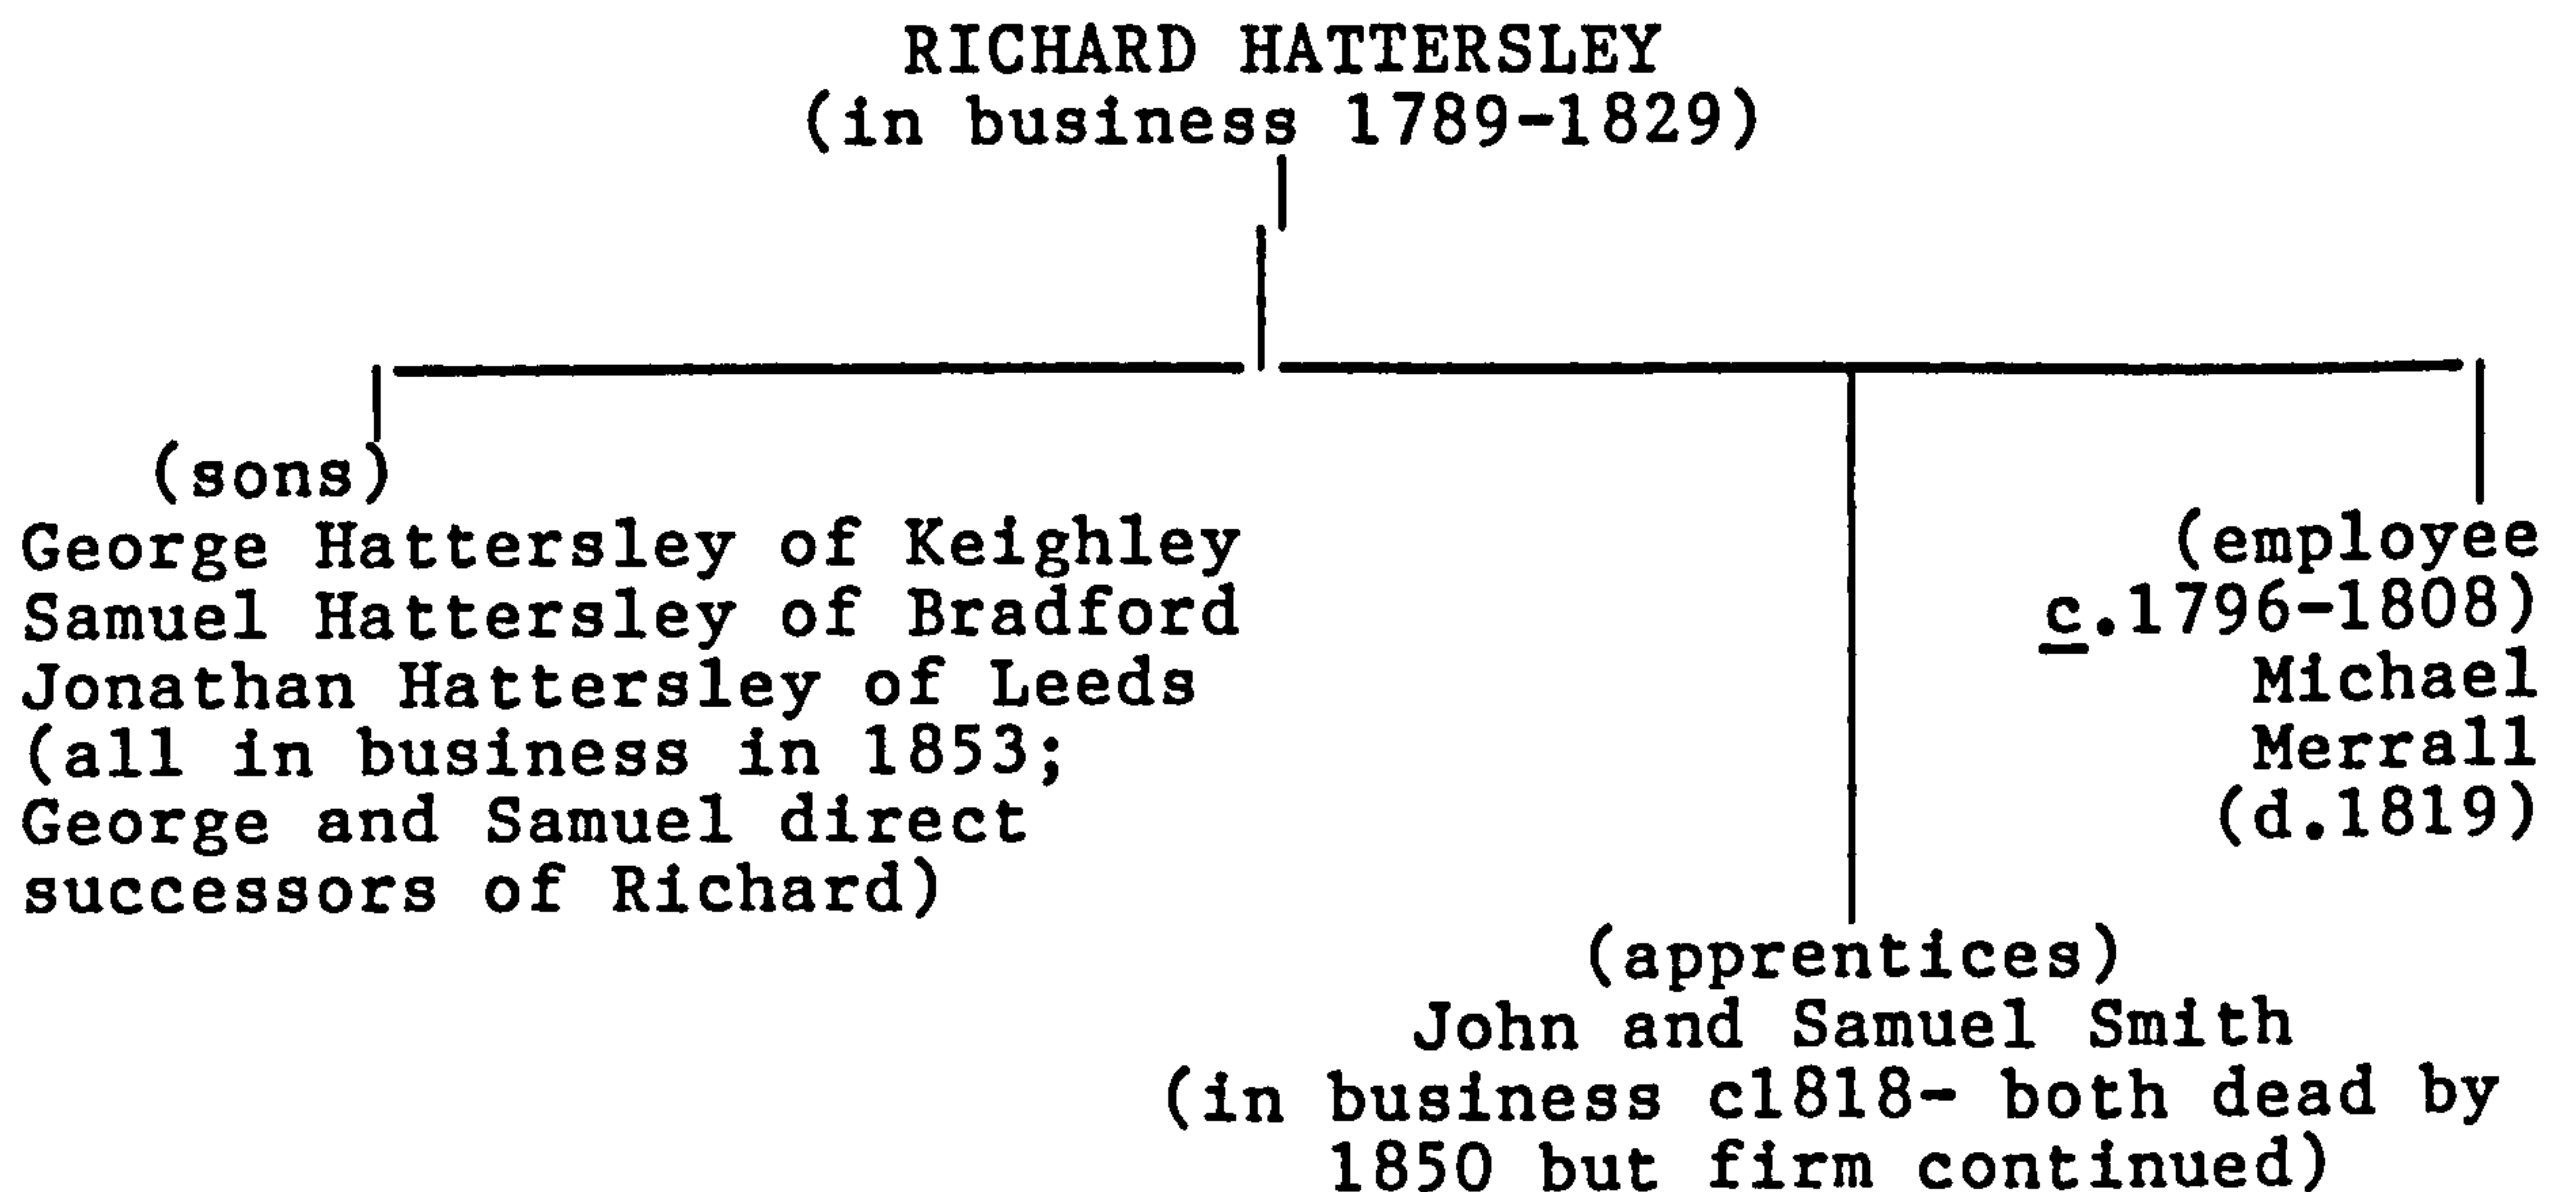 RICHARD HATTERSLEY
(in business 1789-1829)
(sons)
George Hattersley of Keighley
Samuel Hattersley of Bradford
Jonathan Hattersley of Leeds
(all in business in 1853;
George and Samuel direct
successors of Richard)
(employee
c.1796-1808)
Michael
Merrall
(d.1819)
(apprentices)
John and Samuel Smith
(in business c1818- both dead by
1850 but firm continued)